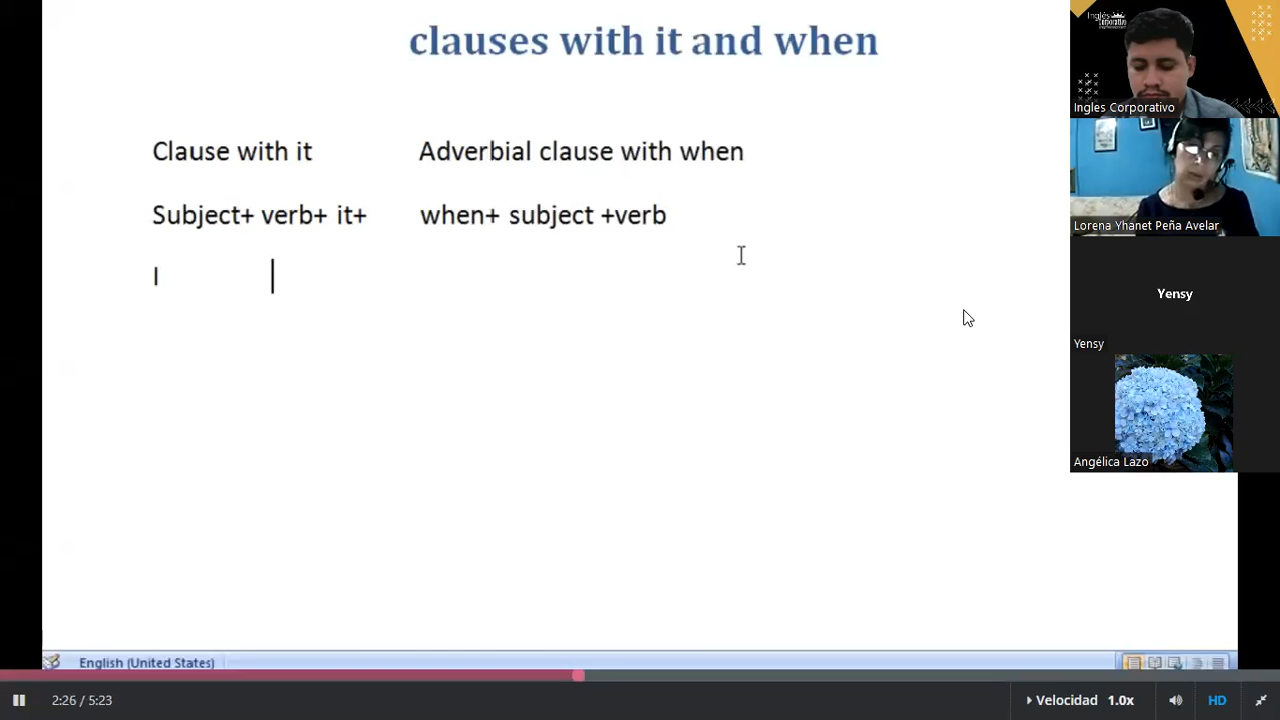 clauses with it and when
Clause with it Adverbial clause with when
Subject+ verb+ it+ when+ subject +verb
I
Inglés
Corporativo
Ingles Corporativo
Lorena Yhanet Peña Avelar
Yensy
Yensy
Angélica Lazo
English (United States)
2:26 / 5:23
Velocidad 1.0x
HD